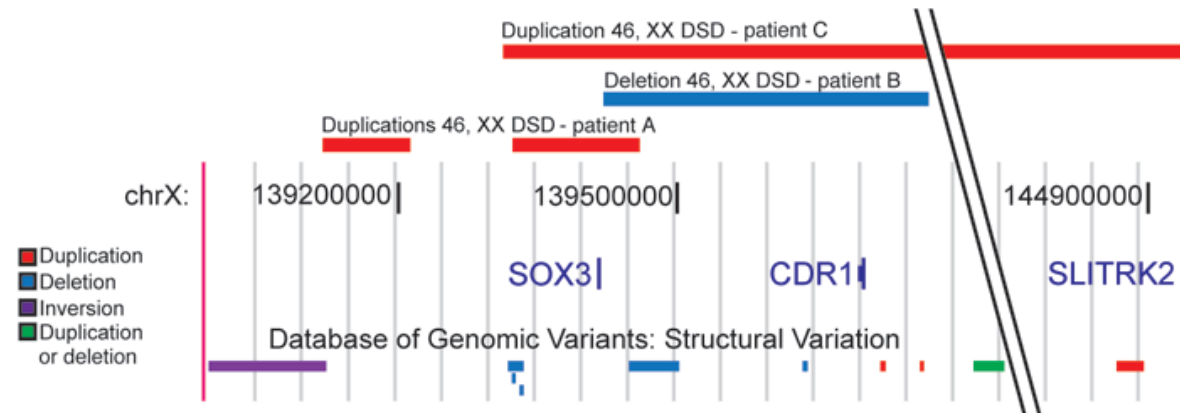 Duplication 46, XX DSD - patient C
Deletion 46, XX DSD - patient B
Duplications 46, XX DSD - patient A
chrX: 139200000 139500000 144900000
Duplication
Deletion
Inversion
Duplication
or deletion
SOX3 CDR1 SLITRK2
Database of Genomic Variants: Structural Variation